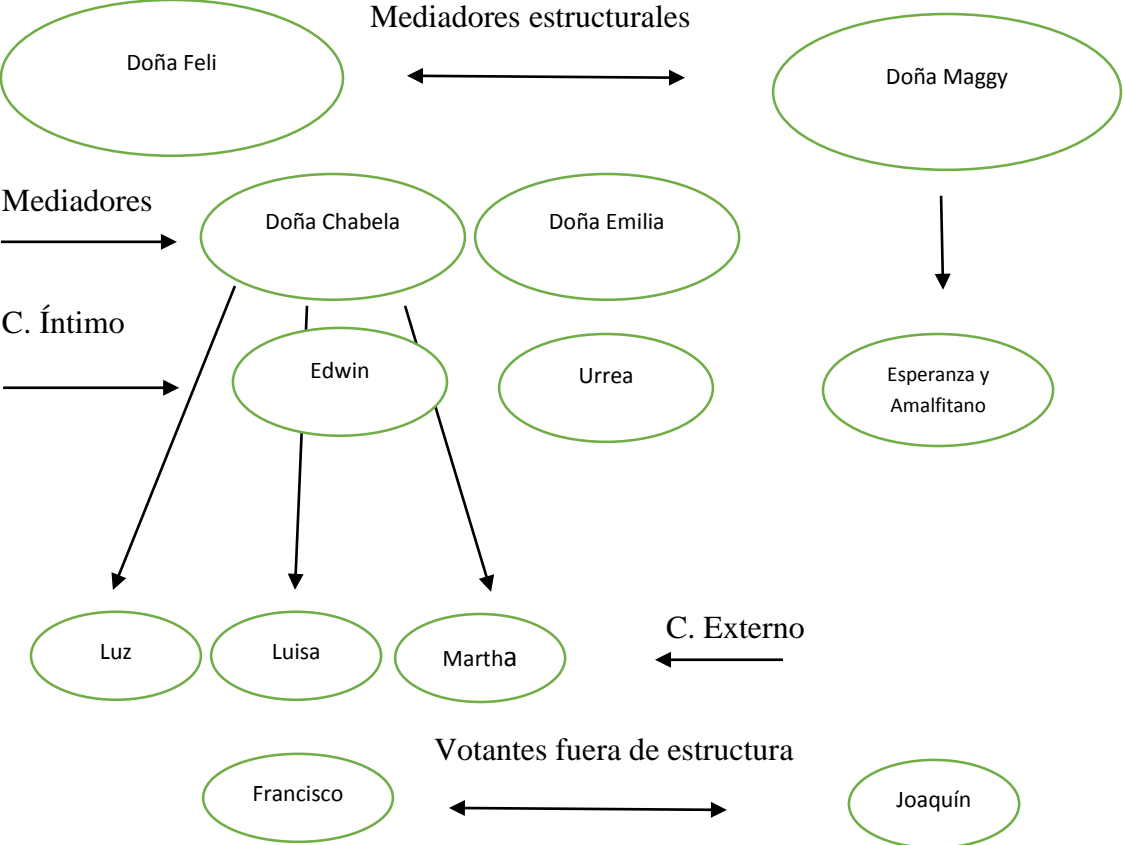 Mediadores estructurales
Doña Feli
Doña Maggy
Mediadores
Doña Chabela
Doña Emilia
C. Íntimo
Edwin
Urrea
Esperanza y
Amalfitano
Luz
Luisa
Martha
C. Externo
Votantes fuera de estructura
Francisco
Joaquín